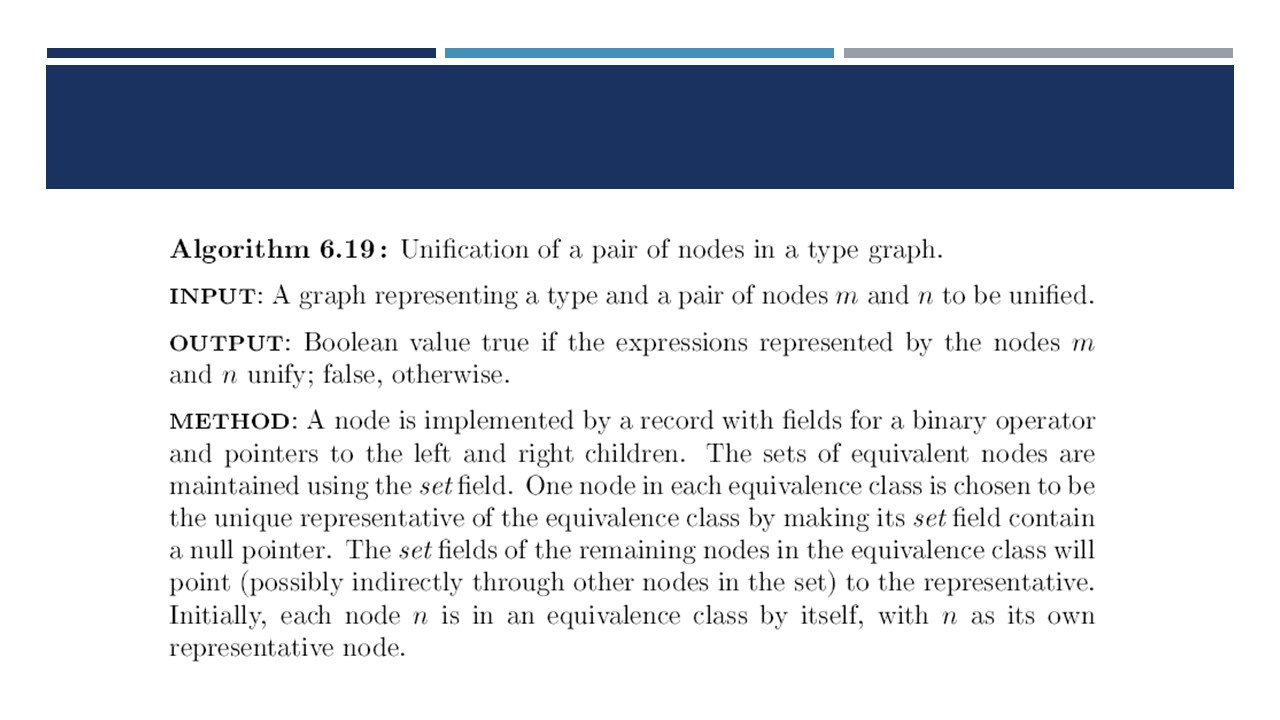 Algorithm 6.19: Unification of a pair of nodes in a type graph.
INPUT: A graph representing a type and a pair of nodes m and n to be unified.
OUTPUT: Boolean value true if the expressions represented by the nodes m
and n unify; false, otherwise.
METHOD: A node is implemented by a record with fields for a binary operator
and pointers to the left and right children. The sets of equivalent nodes are
maintained using the set field. One node in each equivalence class is chosen to be
the unique representative of the equivalence class by making its set field contain
a null pointer. The set fields of the remaining nodes in the equivalence class will
point (possibly indirectly through other nodes in the set) to the representative.
Initially, each node n is in an equivalence class by itself, with n as its own
representative node.